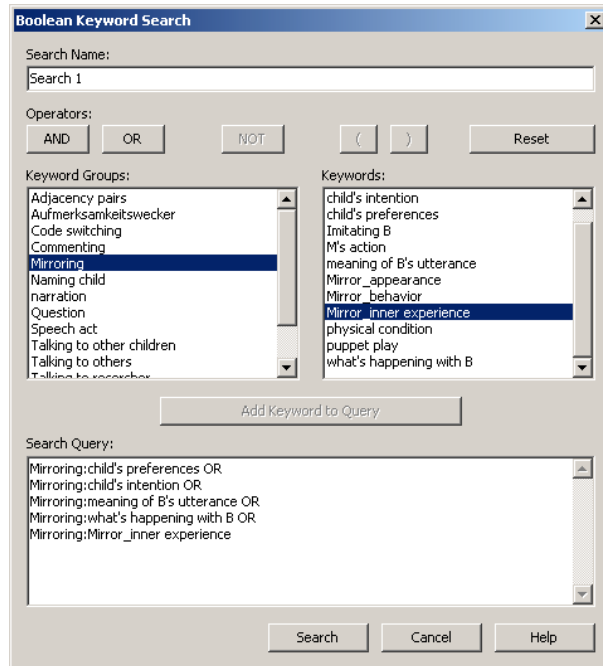 Boolean Keyword Search
Search Name:
Search 1
Operators:
AND OR NOT ( ) Reset
Keyword Groups:
Adjacency pairs
Aufmerksamkeitswecker
Code switching
Commenting
Mirroring
Naming child
narration
Question
Speech act
Talking to other children
Talking to others
Keywords:
child's intention
child's preferences
Imitating B
M's action
meaning of B's utterance
Mirror_appearance
Mirror_behavior
Mirror_inner experience
physical condition
puppet play
what's happening with B
Add Keyword to Query
Search Query:
Mirroring:child's preferences OR
Mirroring:child's intention OR
Mirroring:meaning of B's utterance OR
Mirroring:what's happening with B OR
Mirroring:Mirror_inner experience
Search Cancel Help